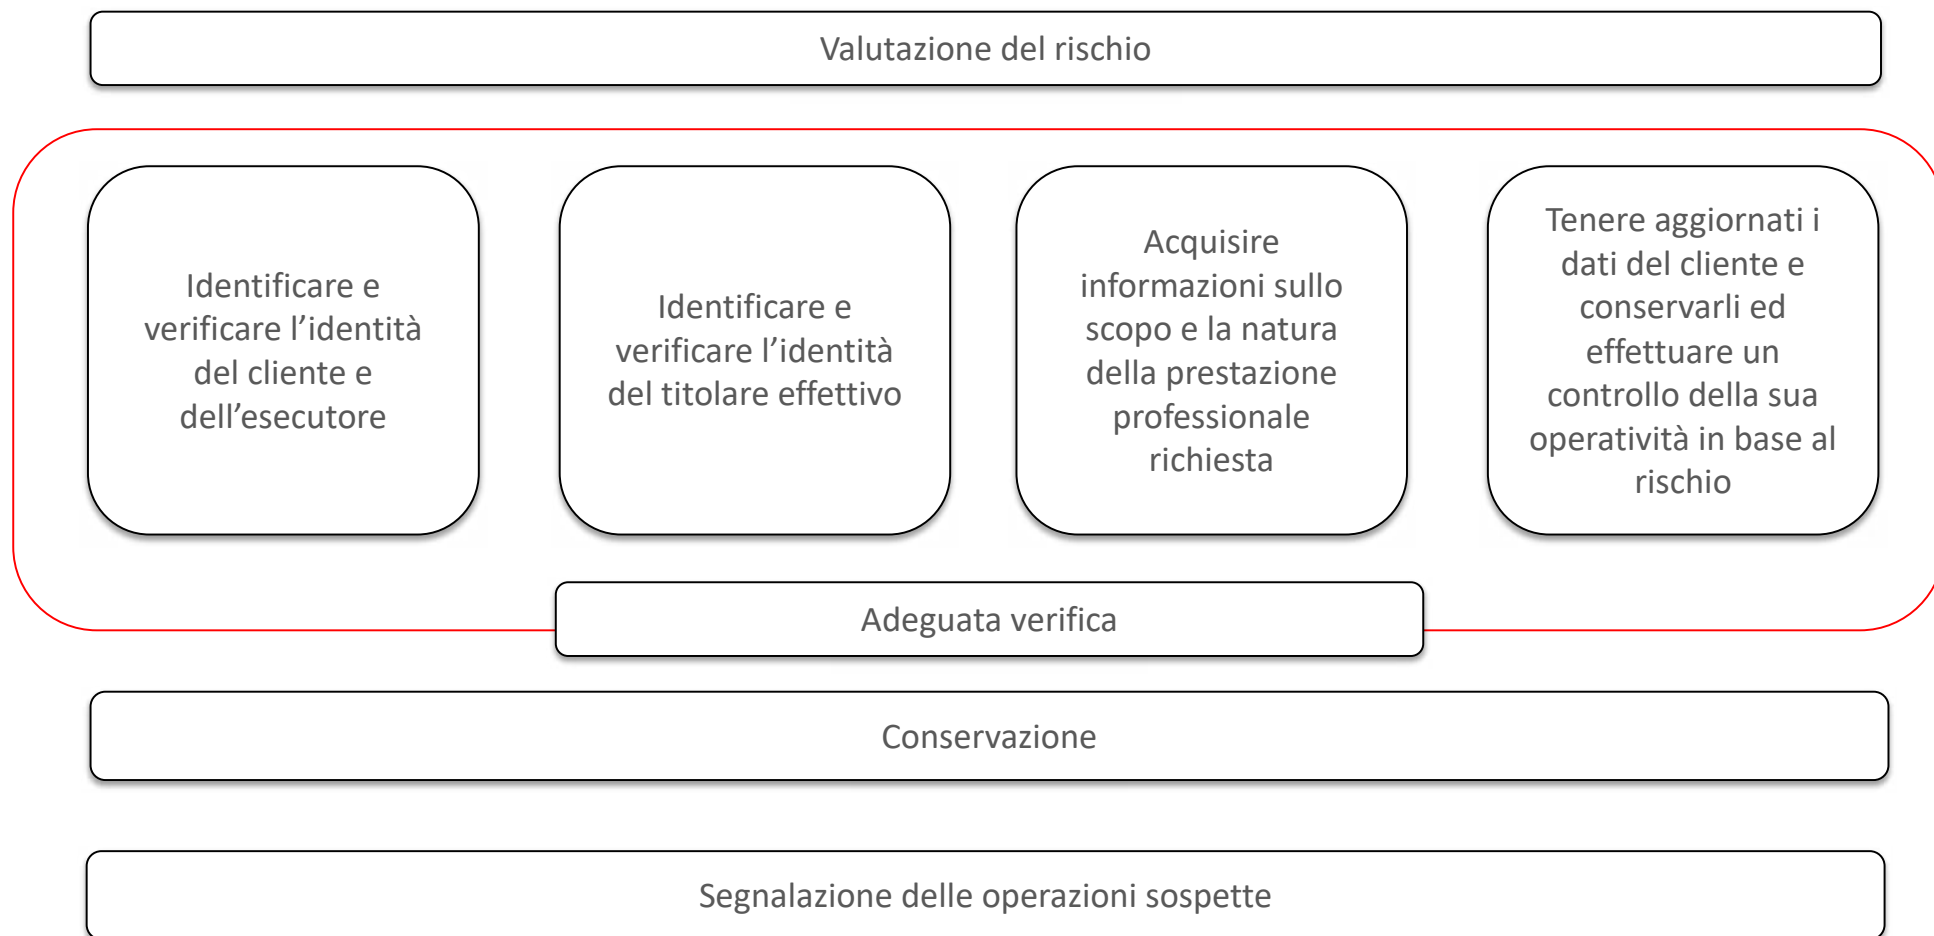 Valutazione del rischio
Identificare e
verificare l’identità
del cliente e
dell’esecutore
Identificare e
verificare l’identità
del titolare effettivo
Acquisire
informazioni sullo
scopo e la natura
della prestazione
professionale
richiesta
Tenere aggiornati i
dati del cliente e
conservarli ed
effettuare un
controllo della sua
operatività in base al
rischio
Adeguata verifica
Conservazione
Segnalazione delle operazioni sospette